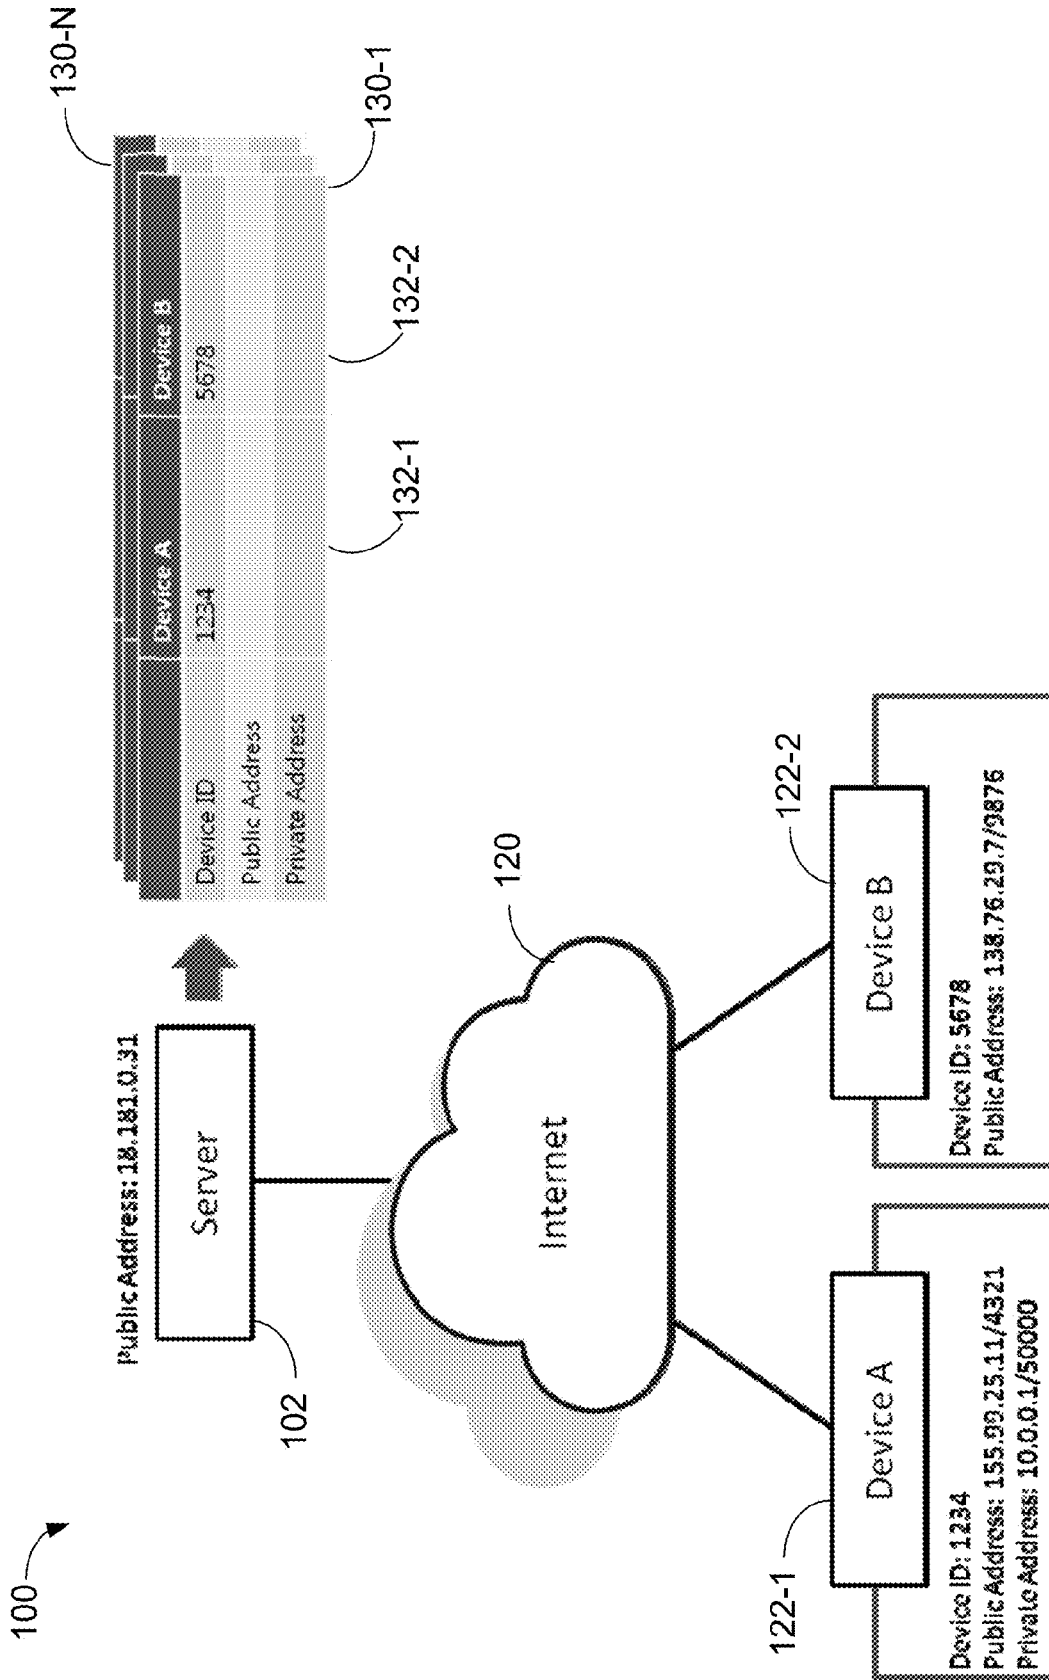 100
Public Address: 18.181.0.31
Server
102
130-N
Device A Device B
Device ID 1234 5678
Public Address
Private Address
132-1
132-2
130-1
Internet
120
122-1
Device A
Device ID: 1234
Public Address: 155.99.25.11/4321
Private Address: 10.0.0.1/50000
122-2
Device B
Device ID: 5678
Public Address: 138.76.29.7/9876